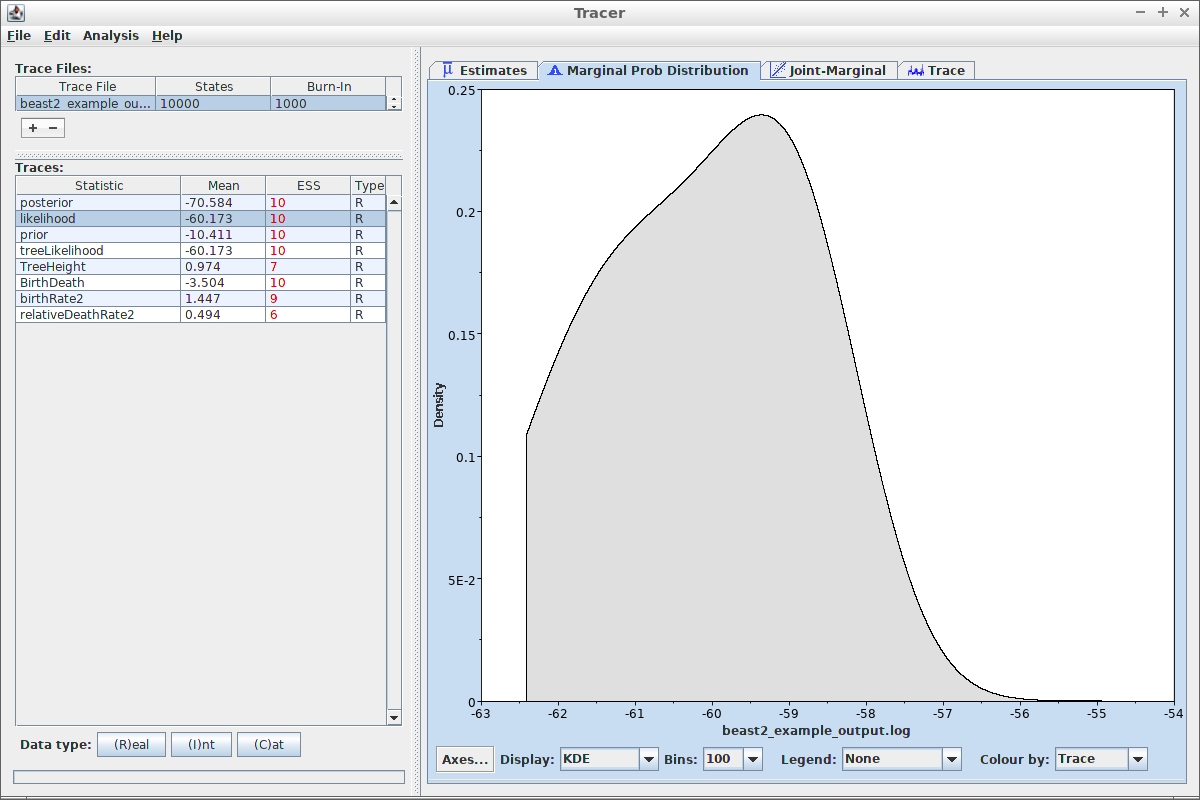 Tracer
File Edit Analysis Help
Trace Files:
Trace File States Burn-In
beast2_example_ou... 10000 1000
+ −
Traces:
Statistic Mean ESS Type
posterior -70.584 10 R
likelihood -60.173 10 R
prior -10.411 10 R
treeLikelihood -60.173 10 R
TreeHeight 0.974 7 R
BirthDeath -3.504 10 R
birthRate2 1.447 9 R
relativeDeathRate2 0.494 6 R
Data type: (R)eal (I)nt (C)at
μ Estimates Marginal Prob Distribution Joint-Marginal Trace
0.25
0.2
0.15
0.1
5E-2
0
Density
-63 -62 -61 -60 -59 -58 -57 -56 -55 -54
beast2_example_output.log
Axes... Display: KDE Bins: 100 Legend: None Colour by: Trace